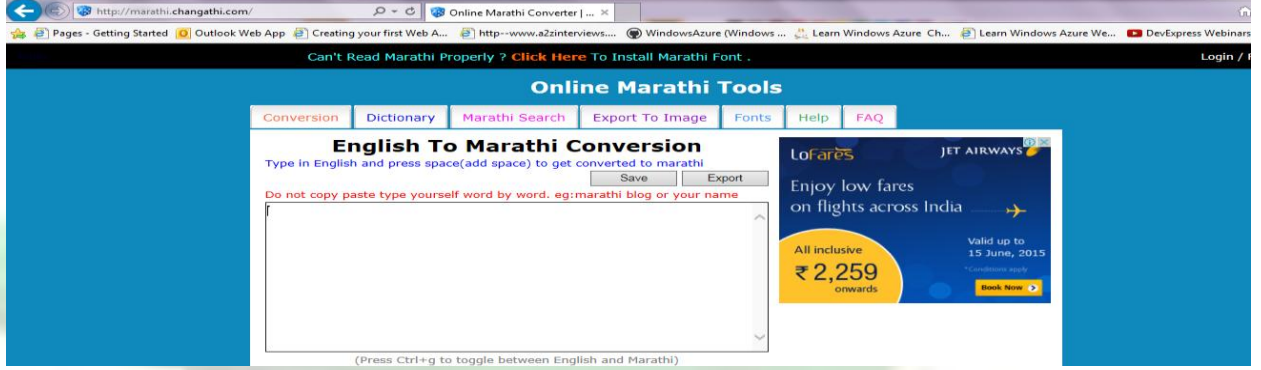 http://marathi.changathi.com/
Online Marathi Converter | ...
Pages - Getting Started Outlook Web App Creating your first Web A... http--www.a2zinterviews.... WindowsAzure (Windows ... Learn Windows Azure Ch... Learn Windows Azure We... DevExpress Webinars
Can't Read Marathi Properly ? Click Here To Install Marathi Font .
Login /
Online Marathi Tools
Conversion Dictionary Marathi Search Export To Image Fonts Help FAQ
English To Marathi Conversion
Type in English and press space(add space) to get converted to marathi
Save Export
Do not copy paste type yourself word by word. eg:marathi blog or your name
(Press Ctrl+g to toggle between English and Marathi)
LoFares JET AIRWAYS
Enjoy low fares
on flights across India
All inclusive
₹ 2,259
onwards
Valid up to
15 June, 2015
*Conditions apply
Book Now